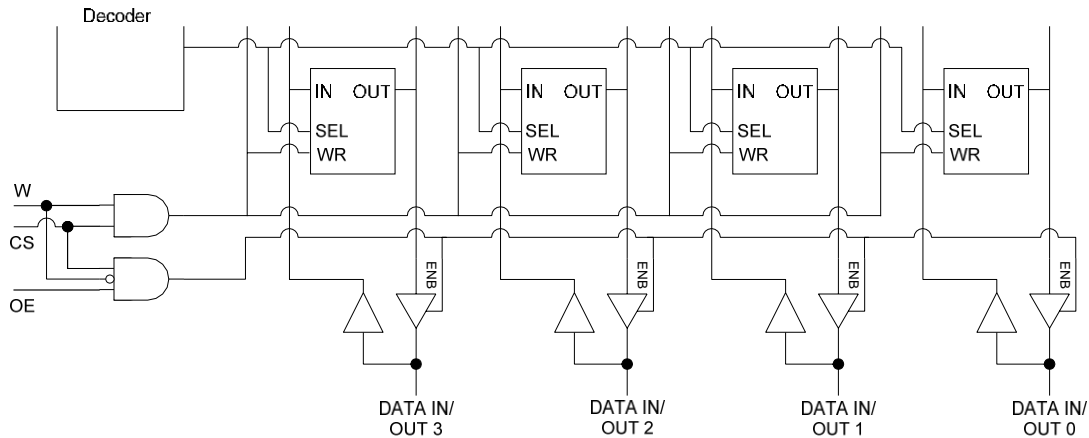 Decoder
IN OUT
SEL
WR
IN OUT
SEL
WR
IN OUT
SEL
WR
IN OUT
SEL
WR
W
CS
OE
ENB
ENB
ENB
ENB
DATA IN/
OUT 3
DATA IN/
OUT 2
DATA IN/
OUT 1
DATA IN/
OUT 0